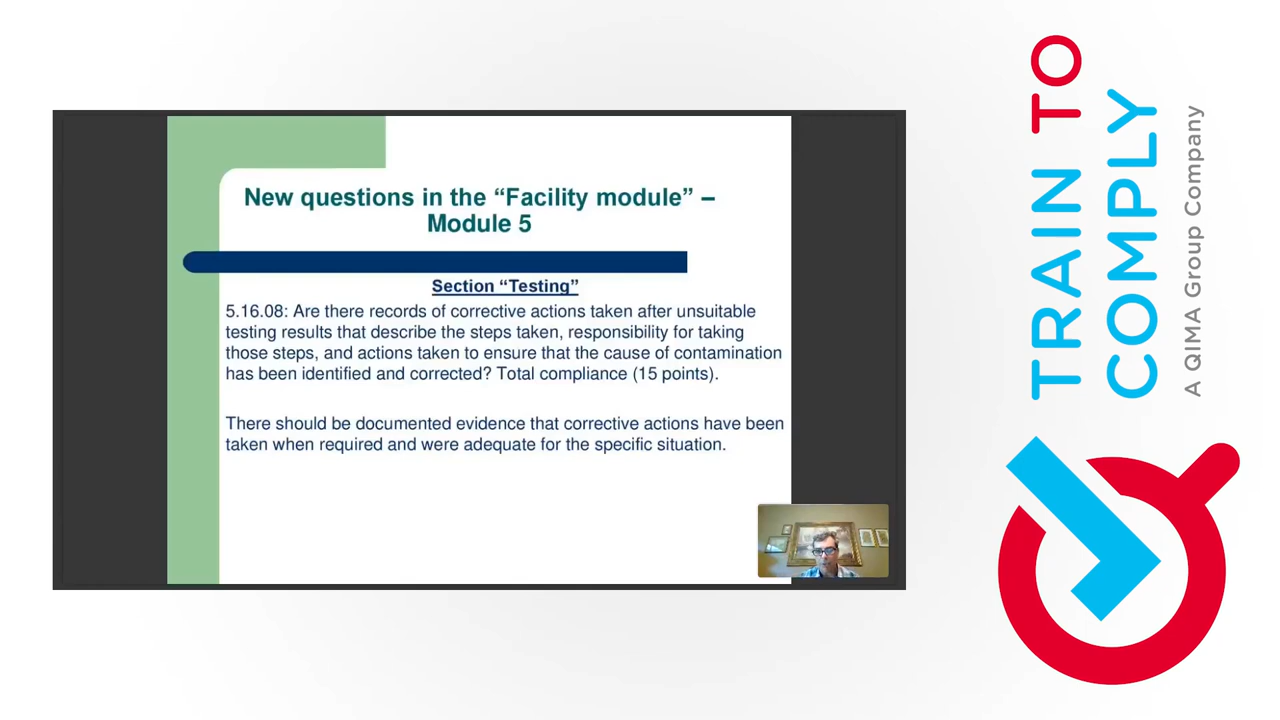 New questions in the “Facility module” –
Module 5
Section “Testing”
5.16.08: Are there records of corrective actions taken after unsuitable
testing results that describe the steps taken, responsibility for taking
those steps, and actions taken to ensure that the cause of contamination
has been identified and corrected? Total compliance (15 points).
There should be documented evidence that corrective actions have been
taken when required and were adequate for the specific situation.
TRAIN TO
COMPLY
A QIMA Group Company